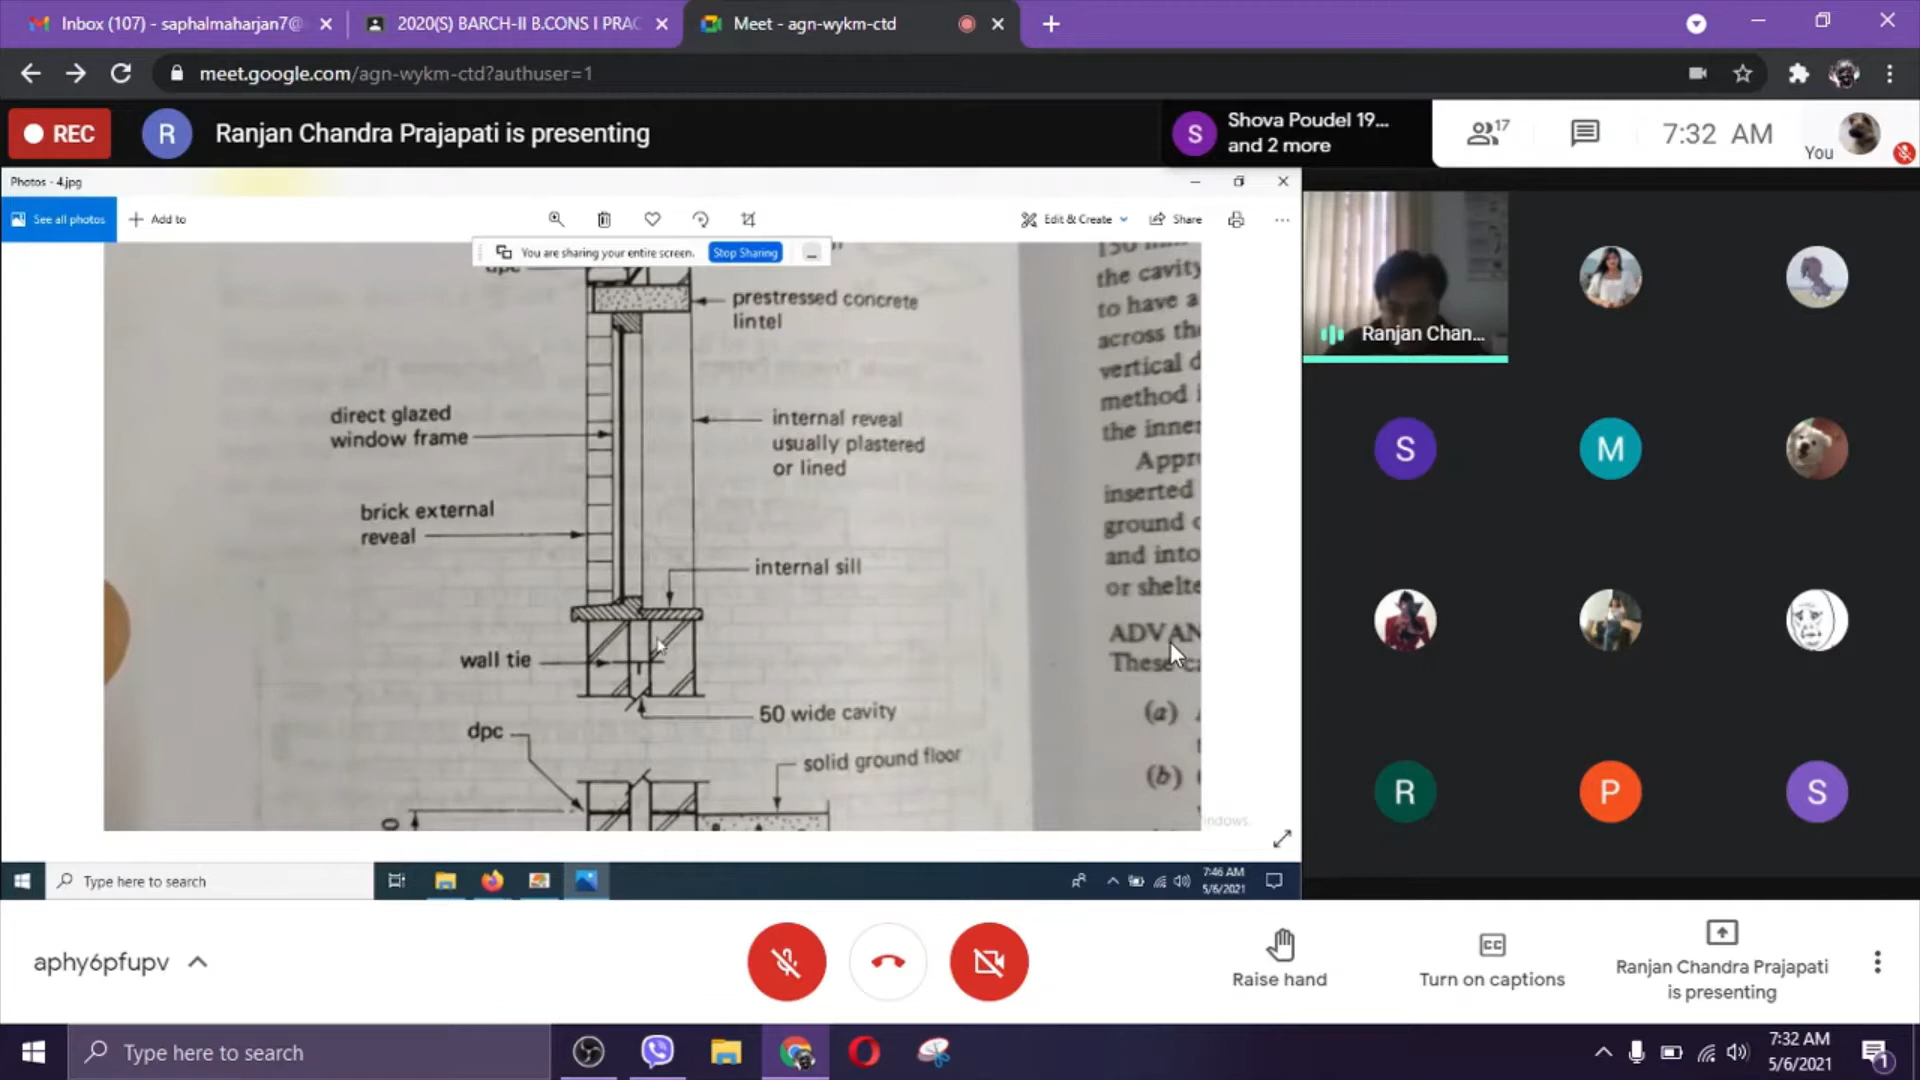 Inbox (107) - saphalmaharjan7@
2020(S) BARCH-II B.CONS I PRAC
Meet - agn-wykm-ctd
meet.google.com/agn-wykm-ctd?authuser=1
REC
R
Ranjan Chandra Prajapati is presenting
S
Shova Poudel 19...
and 2 more
17
7:32 AM
You
Photos - 4.jpg
See all photos
Add to
Edit & Create
Share
You are sharing your entire screen.
Stop Sharing
dpc
prestressed concrete
lintel
direct glazed
window frame
internal reveal
usually plastered
or lined
brick external
reveal
internal sill
wall tie
50 wide cavity
dpc
solid ground floor
0
150
the cavity
to have a
across the
vertical d
method i
the inner
Appr
inserted
ground
and into
or shelte
ADVAN
These ca
(a)
(b)
indows.
Ranjan Chan...
S
M
R
P
S
Type here to search
7:46 AM
5/6/2021
aphy6pfupv
Raise hand
Turn on captions
Ranjan Chandra Prajapati
is presenting
Type here to search
7:32 AM
5/6/2021
1